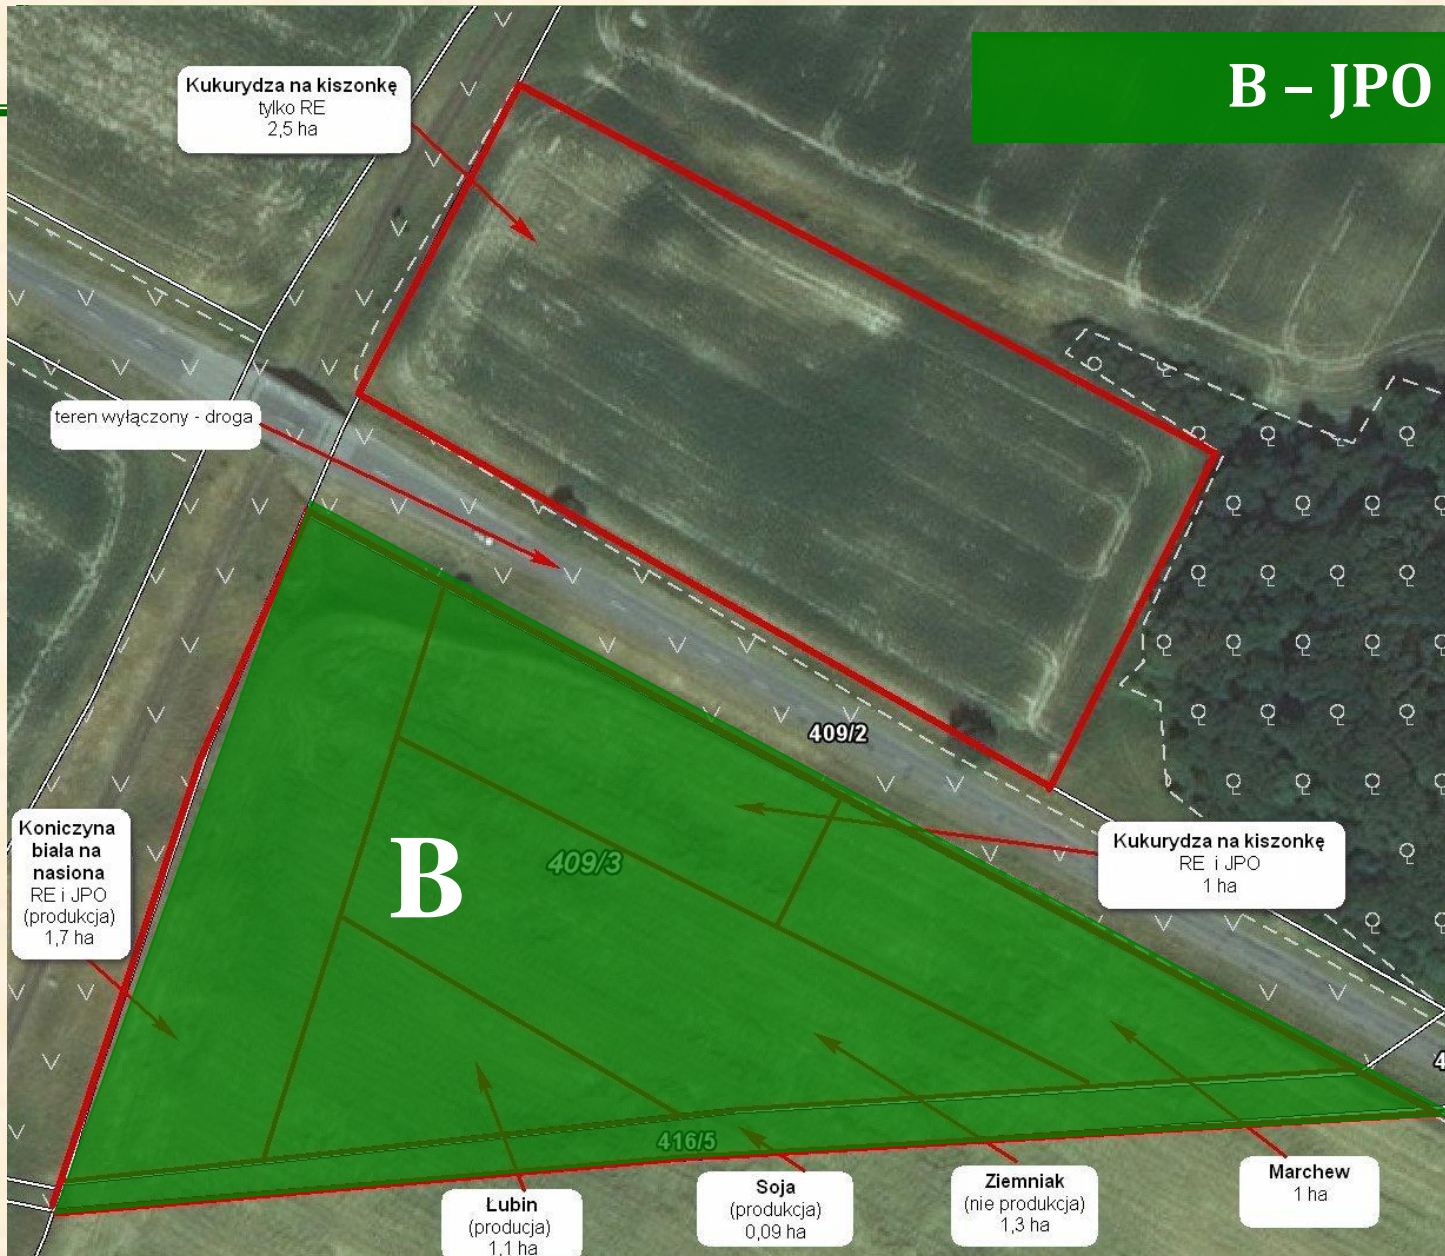 B – JPO
Kukurydza na kiszonkę
tylko RE
2,5 ha
teren wyłączony - droga
409/2
Kukurydza na kiszonkę
RE i JPO
1 ha
Koniczyna
biala na
nasiona
RE i JPO
(produkcja)
1,7 ha
B
409/3
4
416/5
Łubin
(producja)
1,1 ha
Soja
(produkcja)
0,09 ha
Ziemniak
(nie produkcja)
1,3 ha
Marchew
1 ha